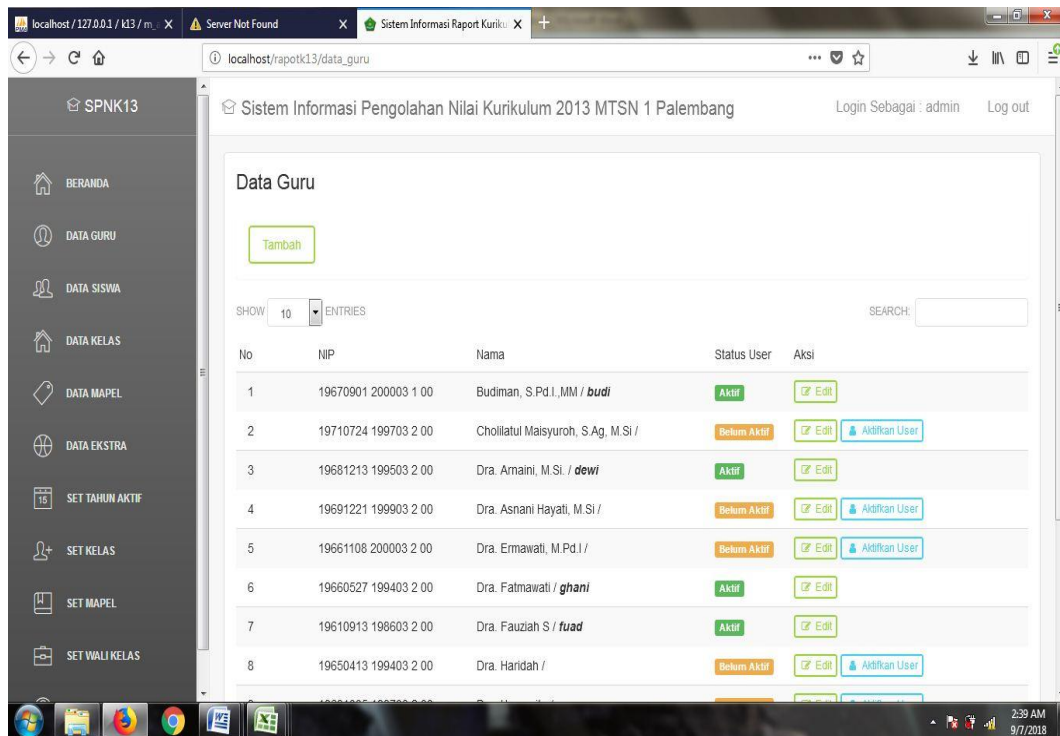 localhost / 127.0.0.1 / k13 / m_
Server Not Found
Sistem Informasi Raport Kuriku
localhost/rapotk13/data_guru
SPNK13
Sistem Informasi Pengolahan Nilai Kurikulum 2013 MTSN 1 Palembang
Login Sebagai : admin
Log out
BERANDA
DATA GURU
DATA SISWA
DATA KELAS
DATA MAPEL
DATA EKSTRA
15
SET TAHUN AKTIF
SET KELAS
SET MAPEL
SET WALI KELAS
Data Guru
Tambah
SHOW 10 ENTRIES
SEARCH:
No NIP Nama Status User Aksi
1 19670901 200003 1 00 Budiman, S.Pd.I.,MM / budi Aktif Edit
2 19710724 199703 2 00 Cholilatul Maisyuroh, S.Ag, M.Si / Belum Aktif Edit Aktifkan User
3 19681213 199503 2 00 Dra. Arnaini, M.Si. / dewi Aktif Edit
4 19691221 199903 2 00 Dra. Asnani Hayati, M.Si / Belum Aktif Edit Aktifkan User
5 19661108 200003 2 00 Dra. Ermawati, M.Pd.I / Belum Aktif Edit Aktifkan User
6 19660527 199403 2 00 Dra. Fatmawati / ghani Aktif Edit
7 19610913 198603 2 00 Dra. Fauziah S / fuad Aktif Edit
8 19650413 199403 2 00 Dra. Haridah / Belum Aktif Edit Aktifkan User
2:39 AM
9/7/2018